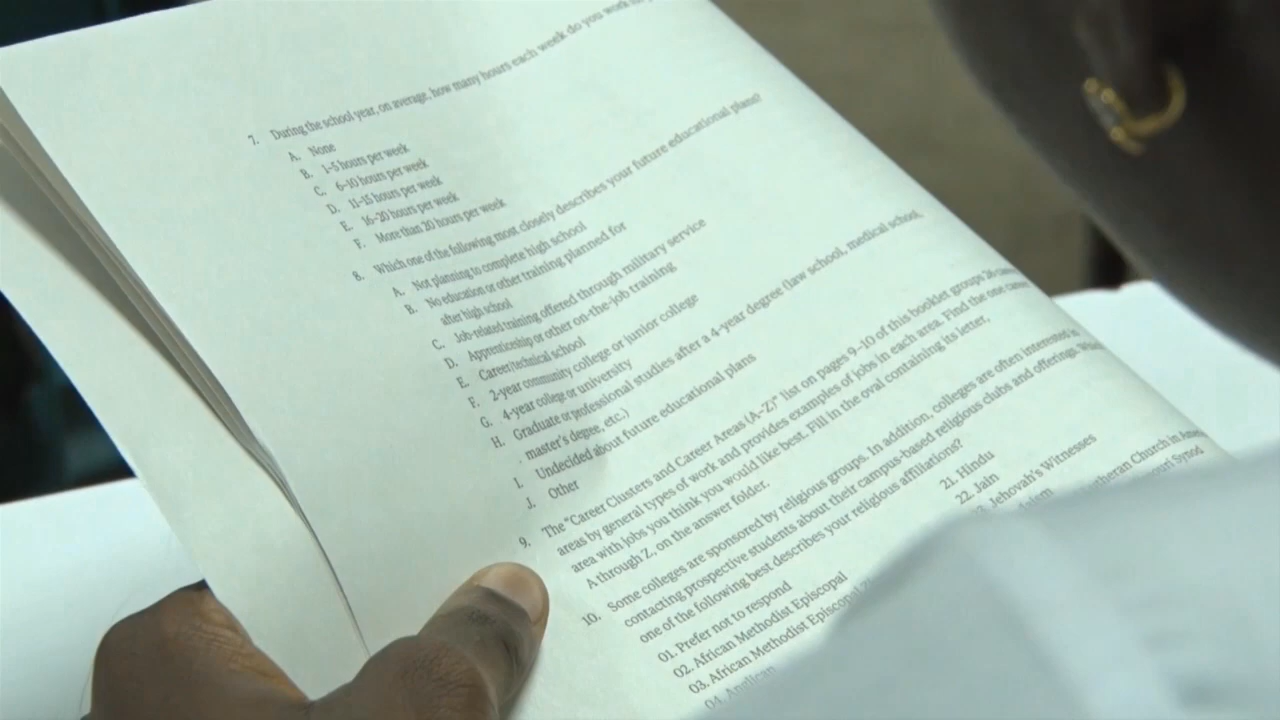 7. During the school year, on average, how many hours each week do you work
A. None
B. 1-5 hours per week
C. 6-10 hours per week
D. 11-15 hours per week
E. 16-20 hours per week
F. More than 20 hours per week
8. Which one of the following most closely describes your future educational plans?
A. Not planning to complete high school
B. No education or other training planned for
after high school
C. Job-related training offered through military service
D. Apprenticeship or other on-the-job training
E. Career/technical school
F. 2-year community college or junior college
G. 4-year college or university
H. Graduate or professional studies after a 4-year degree (law school, medical school,
master's degree, etc.)
I. Undecided about future educational plans
J. Other
9. The "Career Clusters and Career Areas (A–Z)" list on pages 9–10 of this booklet groups 26
areas by general types of work and provides examples of jobs in each area. Find the one
area with jobs you think you would like best. Fill in the oval containing its letter,
A through Z, on the answer folder.
10. Some colleges are sponsored by religious groups. In addition, colleges are often interested in
contacting prospective students about their campus-based religious clubs and offerings.
one of the following best describes your religious affiliations?
01. Prefer not to respond
02. African Methodist Episcopal
03. African Methodist Episcopal
04. Anglican
21. Hindu
22. Jain
Jehovah's Witnesses
Church in
Synod